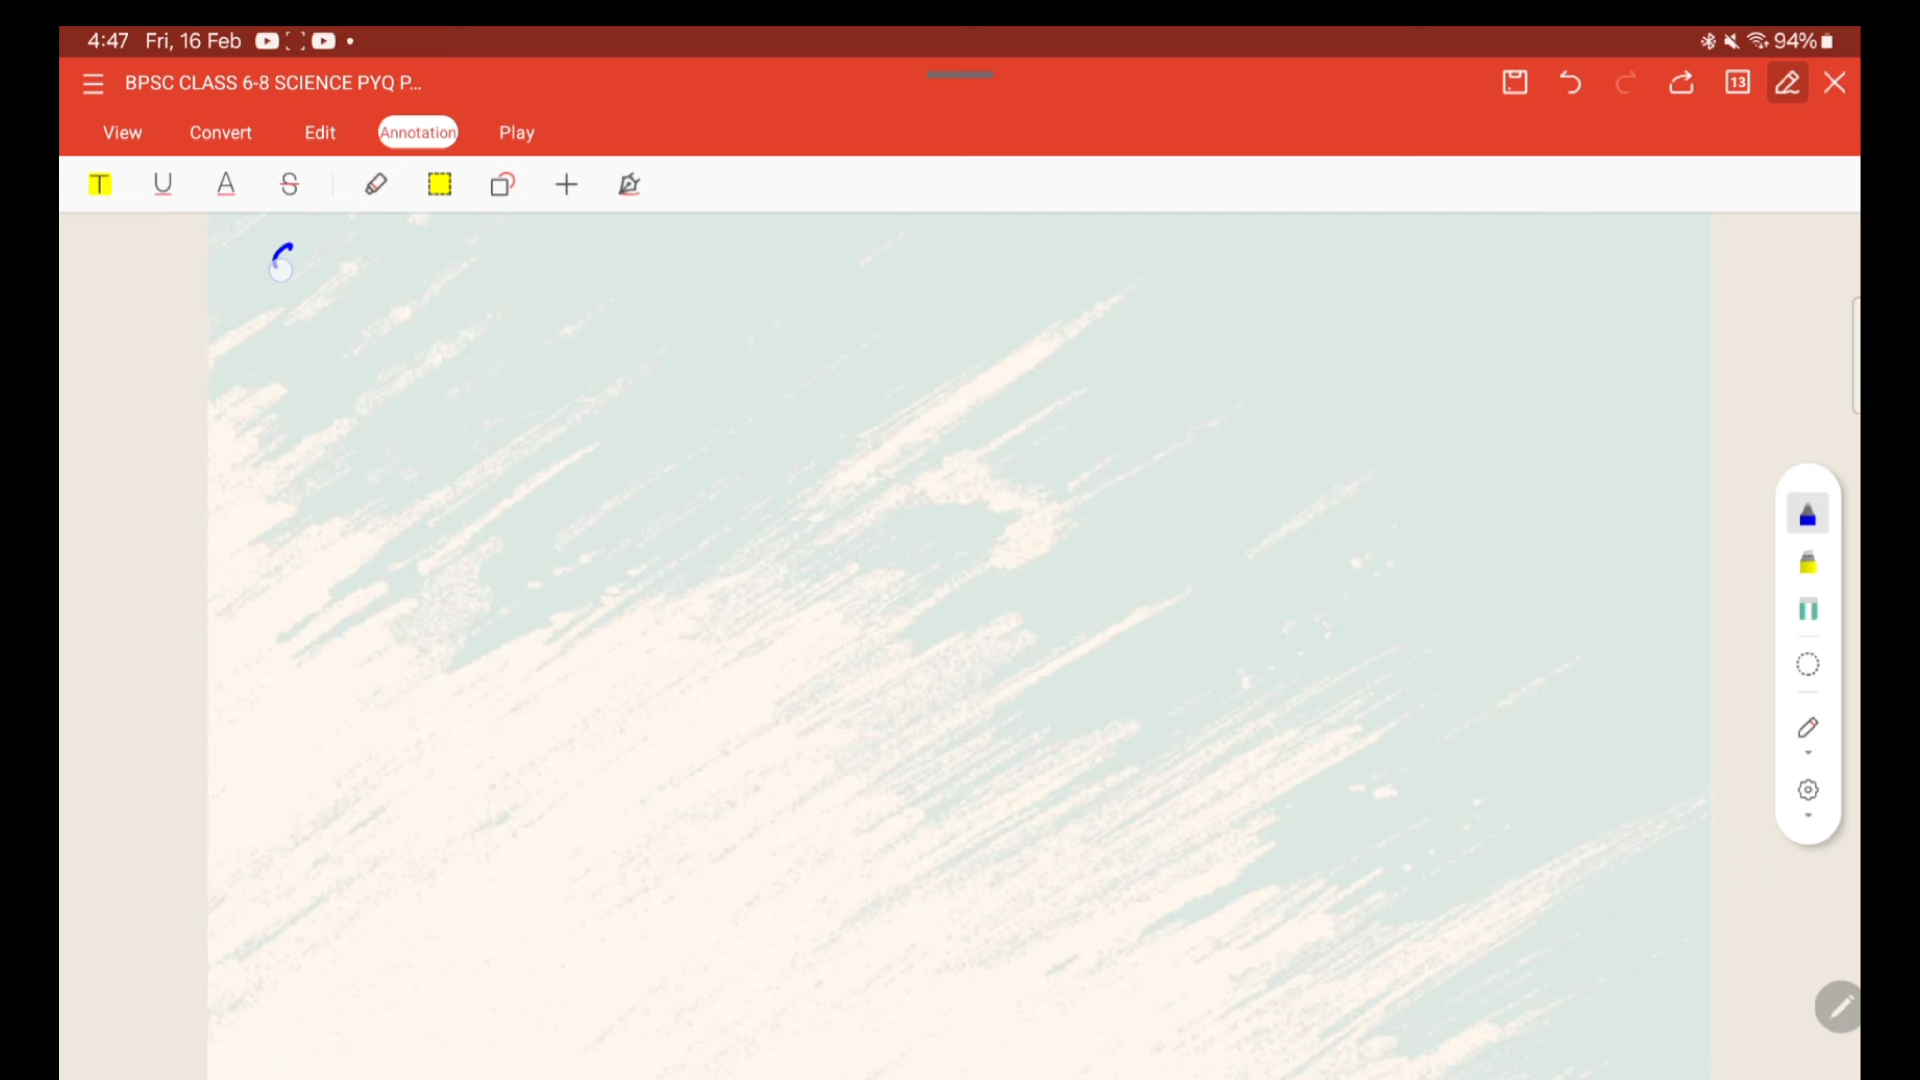 4:47 Fri, 16 Feb 94%
BPSC CLASS 6-8 SCIENCE PYQ P... 13
View Convert Edit Annotation Play
T U A S